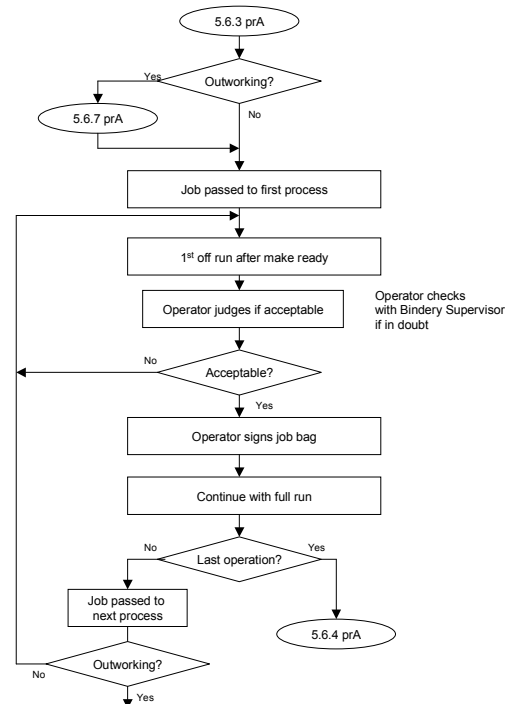 5.6.3 prA
Yes
Outworking?
5.6.7 prA
No
Job passed to first process
1st off run after make ready
Operator judges if acceptable
Operator checks
with Bindery Supervisor
if in doubt
No
Acceptable?
Yes
Operator signs job bag
Continue with full run
No
Last operation?
Yes
Job passed to
next process
5.6.4 prA
Outworking?
No
Yes